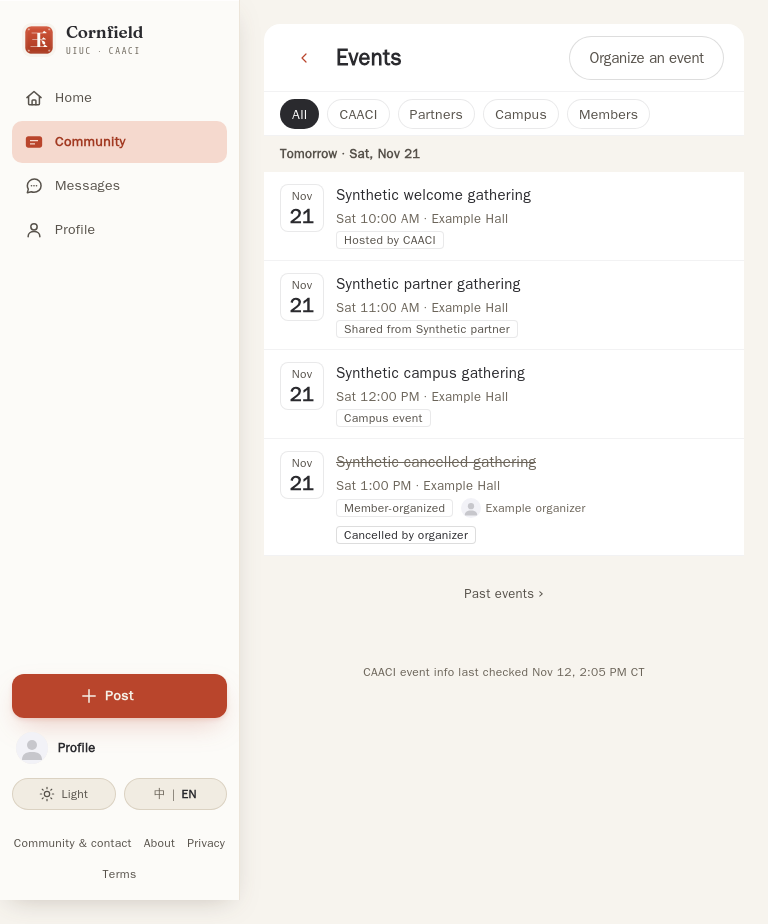 Cornfield
UIUC · CAACI
Home
Community
Messages
Profile
Post
Profile
Light
中 | EN
Community & contact About Privacy
Terms
Events
Organize an event
All CAACI Partners Campus Members
Tomorrow · Sat, Nov 21
Nov
21
Synthetic welcome gathering
Sat 10:00 AM · Example Hall
Hosted by CAACI
Nov
21
Synthetic partner gathering
Sat 11:00 AM · Example Hall
Shared from Synthetic partner
Nov
21
Synthetic campus gathering
Sat 12:00 PM · Example Hall
Campus event
Nov
21
Synthetic cancelled gathering
Sat 1:00 PM · Example Hall
Member-organized Example organizer
Cancelled by organizer
Past events ›
CAACI event info last checked Nov 12, 2:05 PM CT